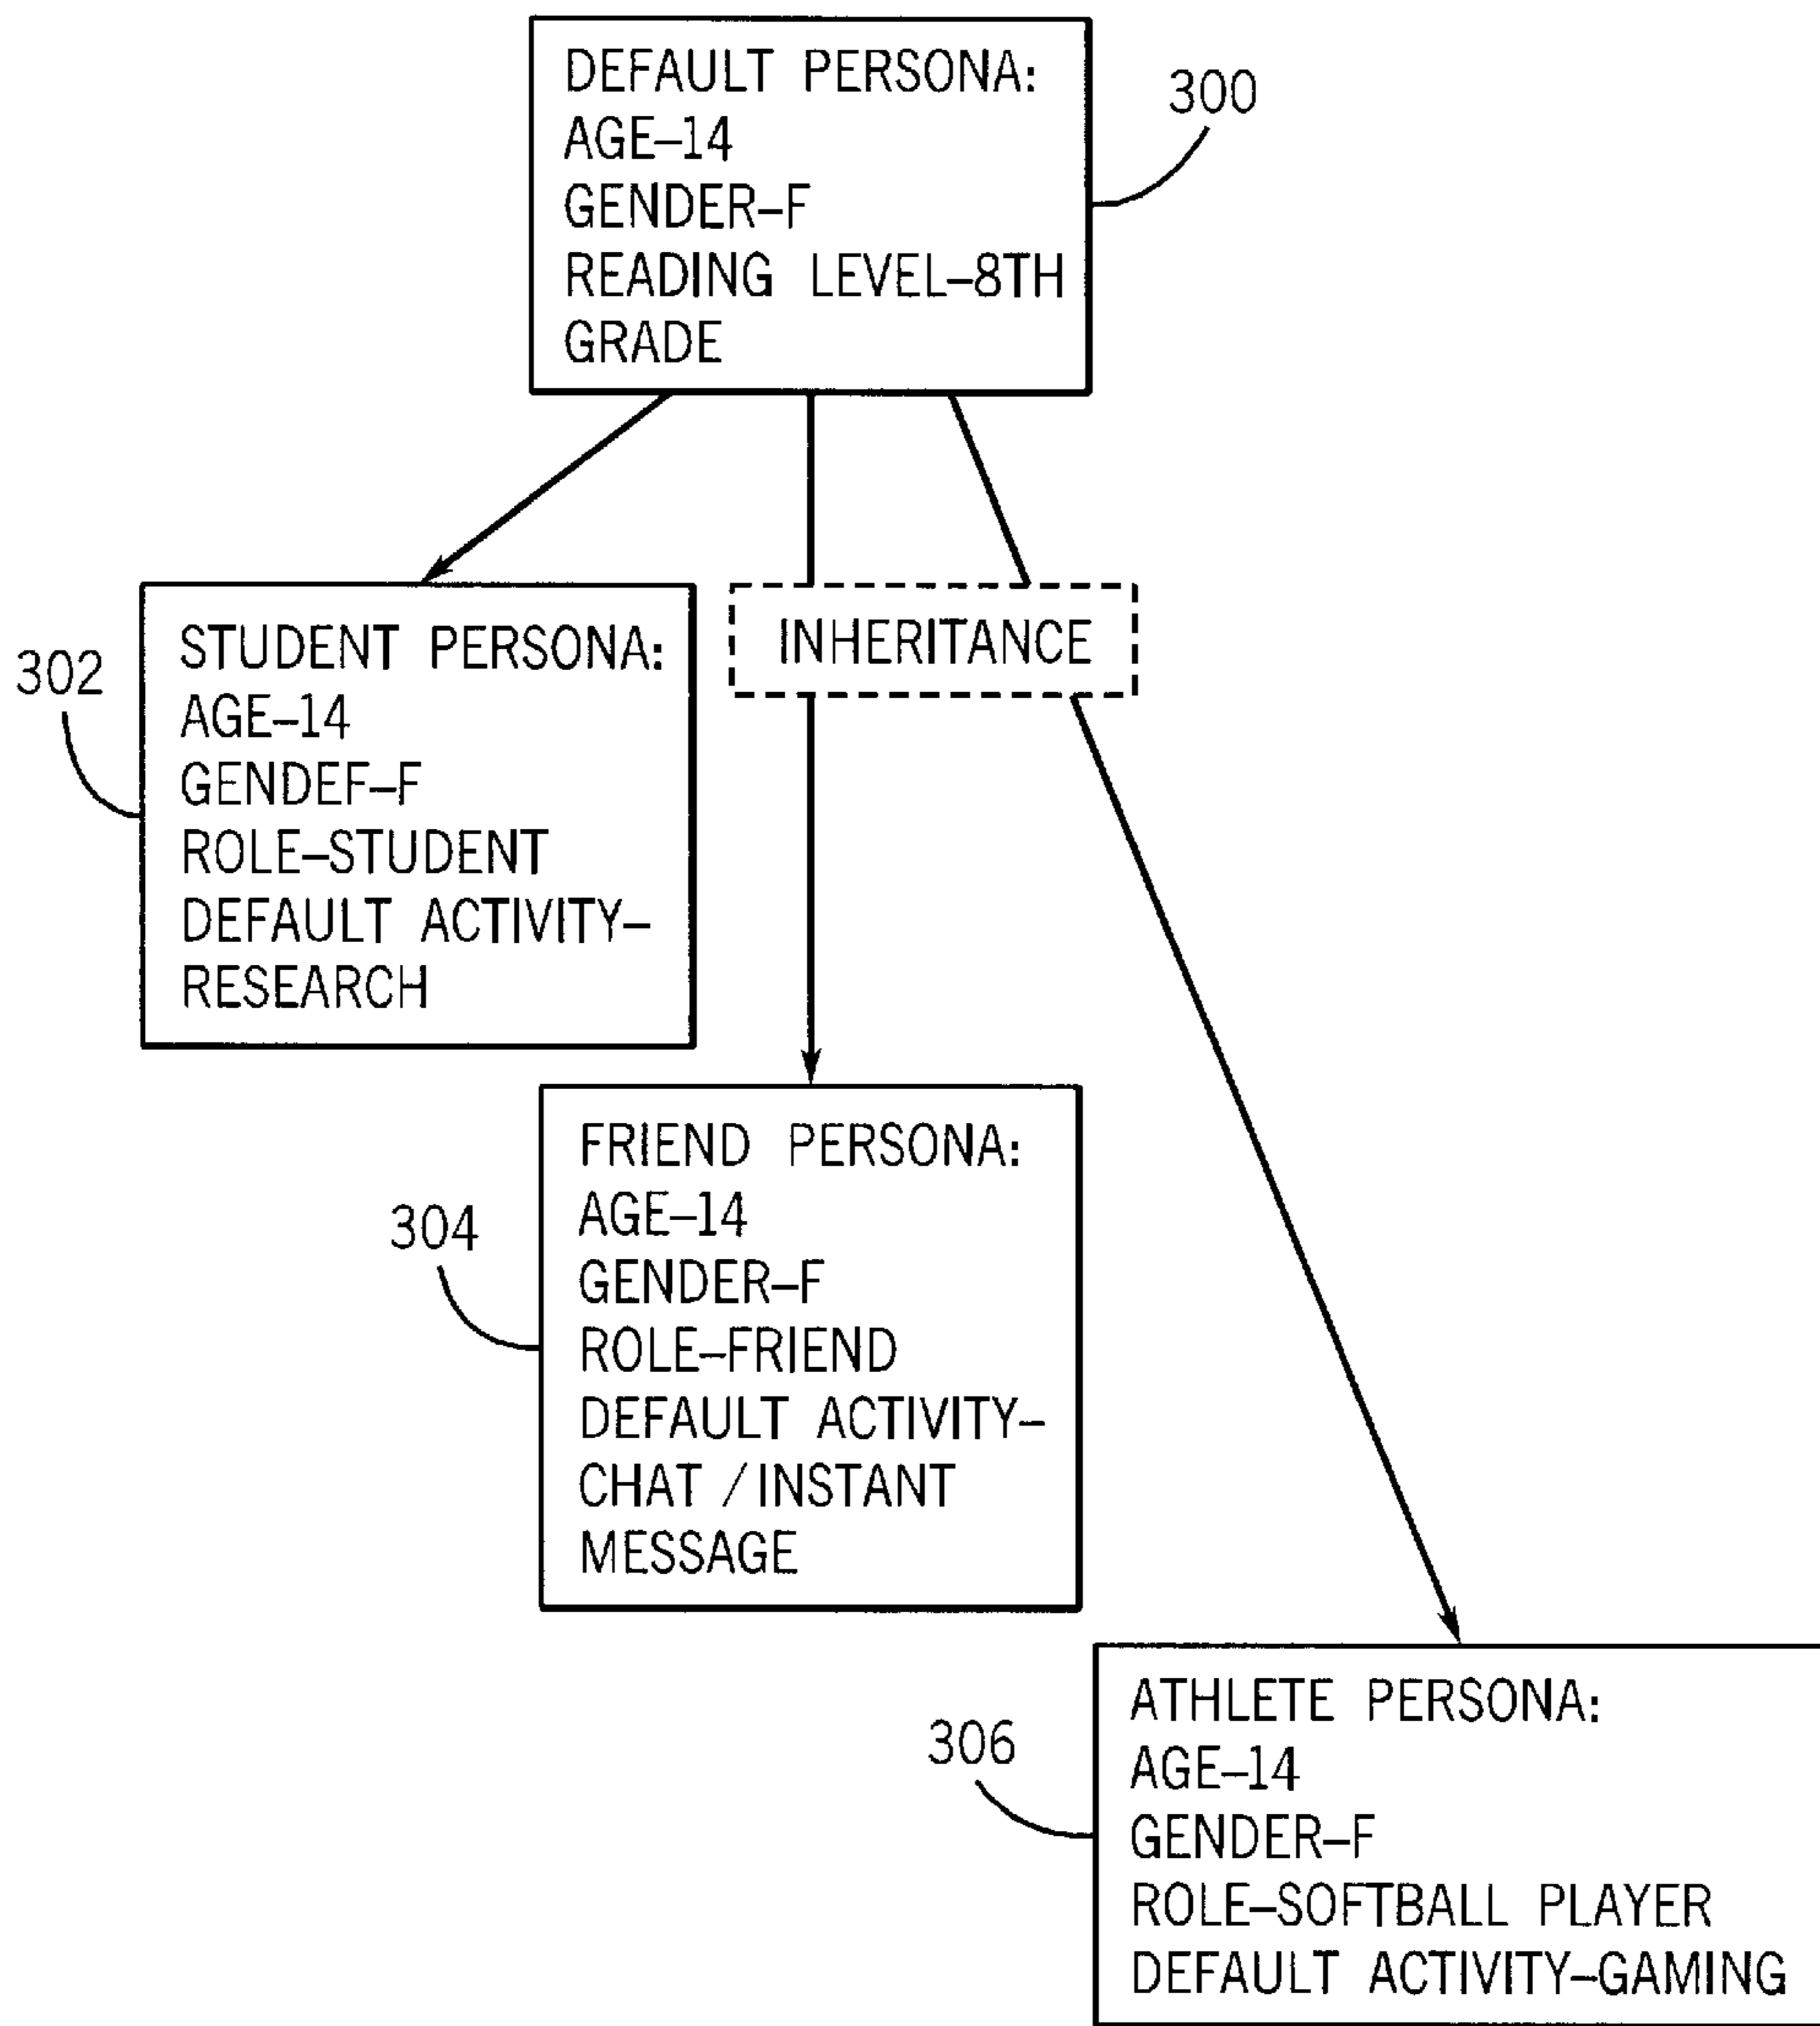 DEFAULT PERSONA:
AGE–14
GENDER–F
READING LEVEL–8TH
GRADE
300
INHERITANCE
302
STUDENT PERSONA:
AGE–14
GENDEF–F
ROLE–STUDENT
DEFAULT ACTIVITY–
RESEARCH
304
FRIEND PERSONA:
AGE–14
GENDER–F
ROLE–FRIEND
DEFAULT ACTIVITY–
CHAT /INSTANT
MESSAGE
306
ATHLETE PERSONA:
AGE–14
GENDER–F
ROLE–SOFTBALL PLAYER
DEFAULT ACTIVITY–GAMING